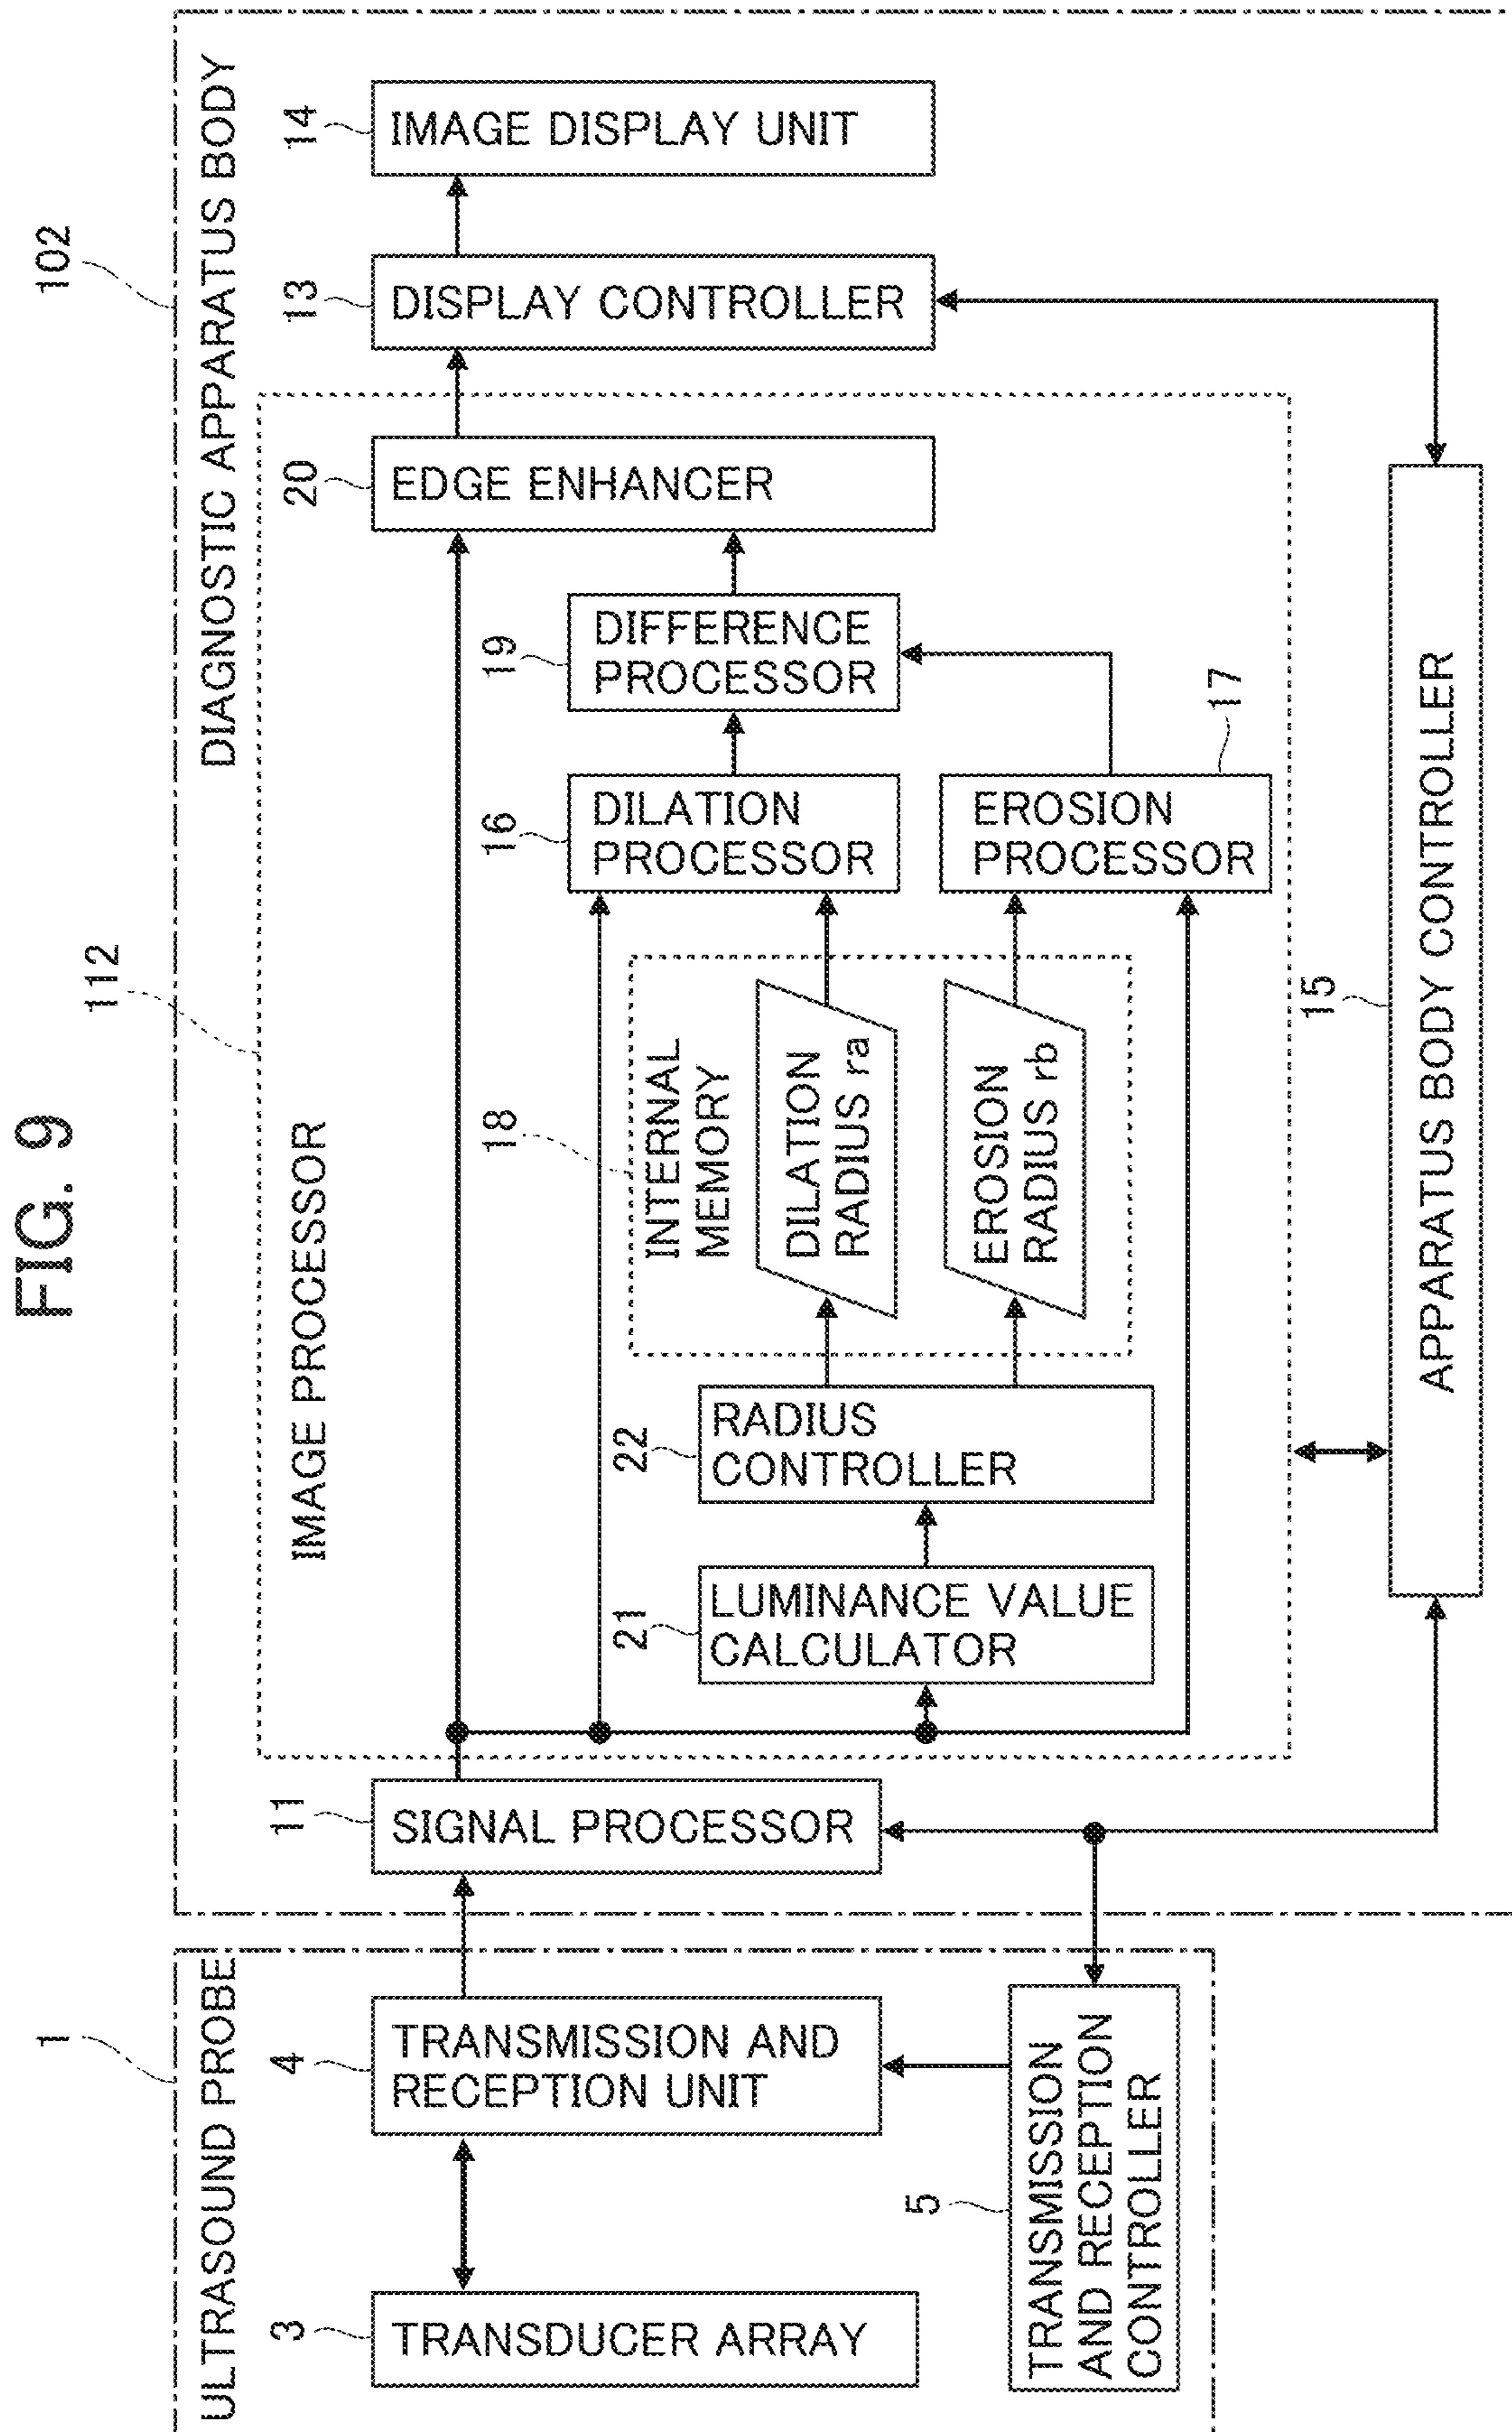 FIG. 9
1
ULTRASOUND PROBE
3
TRANSDUCER ARRAY
4
TRANSMISSION AND
RECEPTION UNIT
5
TRANSMISSION
AND RECEPTION
CONTROLLER
102
DIAGNOSTIC APPARATUS BODY
11
SIGNAL PROCESSOR
112
IMAGE PROCESSOR
21
LUMINANCE VALUE
CALCULATOR
22
RADIUS
CONTROLLER
18
INTERNAL
MEMORY
DILATION
RADIUS ra
EROSION
RADIUS rb
16
DILATION
PROCESSOR
17
EROSION
PROCESSOR
19
DIFFERENCE
PROCESSOR
20
EDGE ENHANCER
13
DISPLAY CONTROLLER
14
IMAGE DISPLAY UNIT
15
APPARATUS BODY CONTROLLER